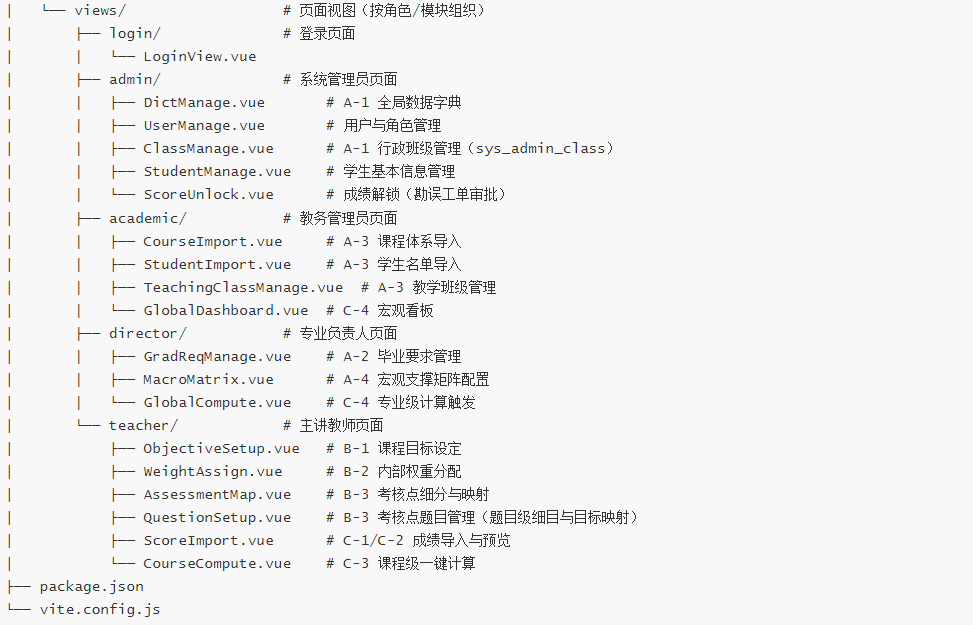 │   └── views/                  # 页面视图（按角色/模块组织）
│       ├── login/              # 登录页面
│       │   └── LoginView.vue
│       ├── admin/              # 系统管理员页面
│       │   ├── DictManage.vue       # A-1 全局数据字典
│       │   ├── UserManage.vue       # 用户与角色管理
│       │   ├── ClassManage.vue      # A-1 行政班级管理（sys_admin_class）
│       │   ├── StudentManage.vue    # 学生基本信息管理
│       │   └── ScoreUnlock.vue      # 成绩解锁（勘误工单审批）
│       ├── academic/           # 教务管理员页面
│       │   ├── CourseImport.vue     # A-3 课程体系导入
│       │   ├── StudentImport.vue    # A-3 学生名单导入
│       │   ├── TeachingClassManage.vue  # A-3 教学班级管理
│       │   └── GlobalDashboard.vue  # C-4 宏观看板
│       ├── director/           # 专业负责人页面
│       │   ├── GradReqManage.vue    # A-2 毕业要求管理
│       │   ├── MacroMatrix.vue      # A-4 宏观支撑矩阵配置
│       │   └── GlobalCompute.vue    # C-4 专业级计算触发
│       └── teacher/            # 主讲教师页面
│           ├── ObjectiveSetup.vue   # B-1 课程目标设定
│           ├── WeightAssign.vue     # B-2 内部权重分配
│           ├── AssessmentMap.vue    # B-3 考核点细分与映射
│           ├── QuestionSetup.vue    # B-3 考核点题目管理（题目级细目与目标映射）
│           ├── ScoreImport.vue      # C-1/C-2 成绩导入与预览
│           └── CourseCompute.vue    # C-3 课程级一键计算
├── package.json
└── vite.config.js